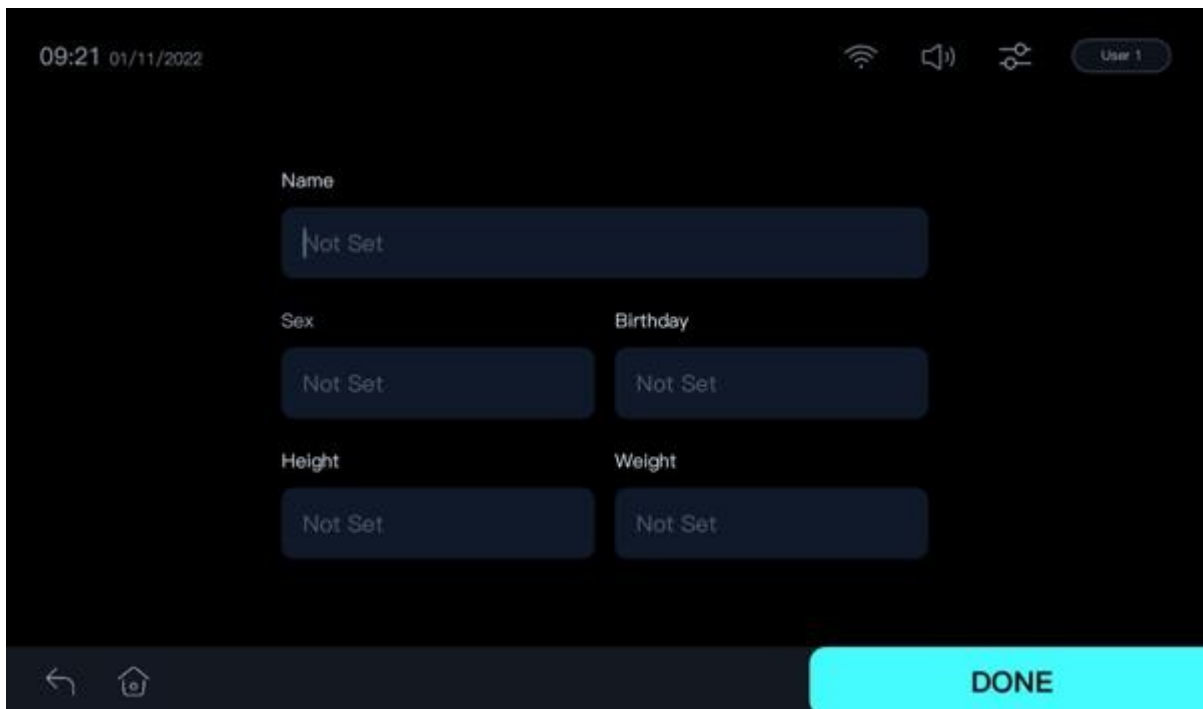 09:21 01/11/2022
User 1
Name
Not Set
Sex Birthday
Not Set Not Set
Height Weight
Not Set Not Set
DONE